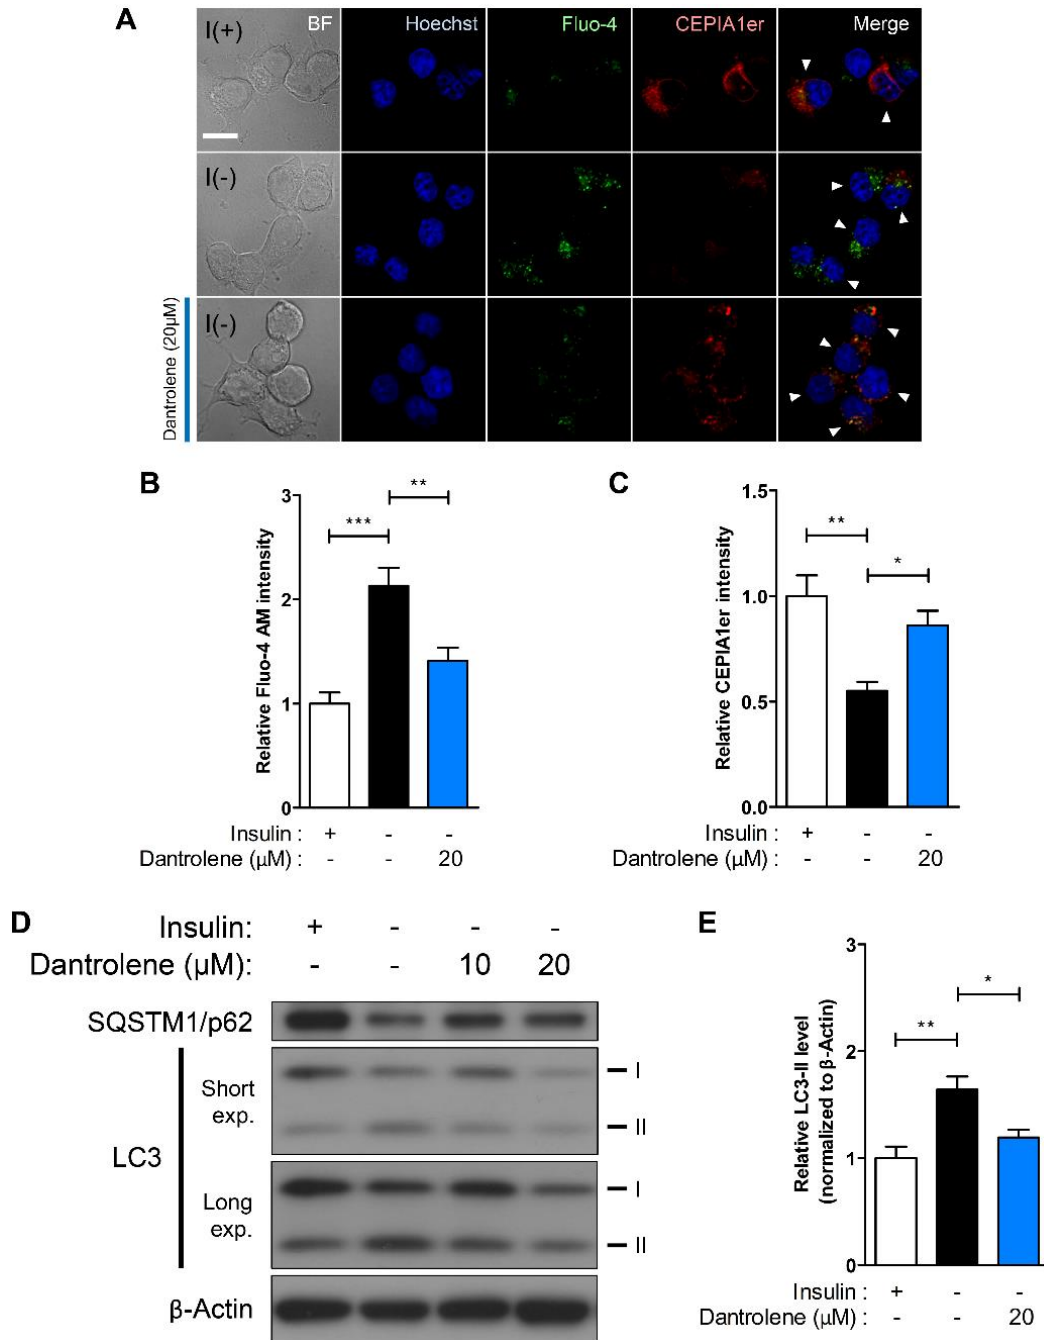 A
I(+)
BF
Hoechst
Fluo-4
CEPIA1er
Merge
I(-)
Dantrolene (20µM)
I(-)
B
Relative Fluo-4 AM intensity
3
2
1
0
***
**
Insulin : + - -
Dantrolene (µM) : - - 20
C
Relative CEPIA1er intensity
1.5
1.0
0.5
0.0
**
*
Insulin : + - -
Dantrolene (µM) : - - 20
D
Insulin: + - - -
Dantrolene (µM): - - 10 20
SQSTM1/p62
LC3
Short
exp.
I
II
Long
exp.
I
II
β-Actin
E
Relative LC3-II level
(normalized to β-Actin)
3
2
1
0
**
*
Insulin : + - -
Dantrolene (µM) : - - 20